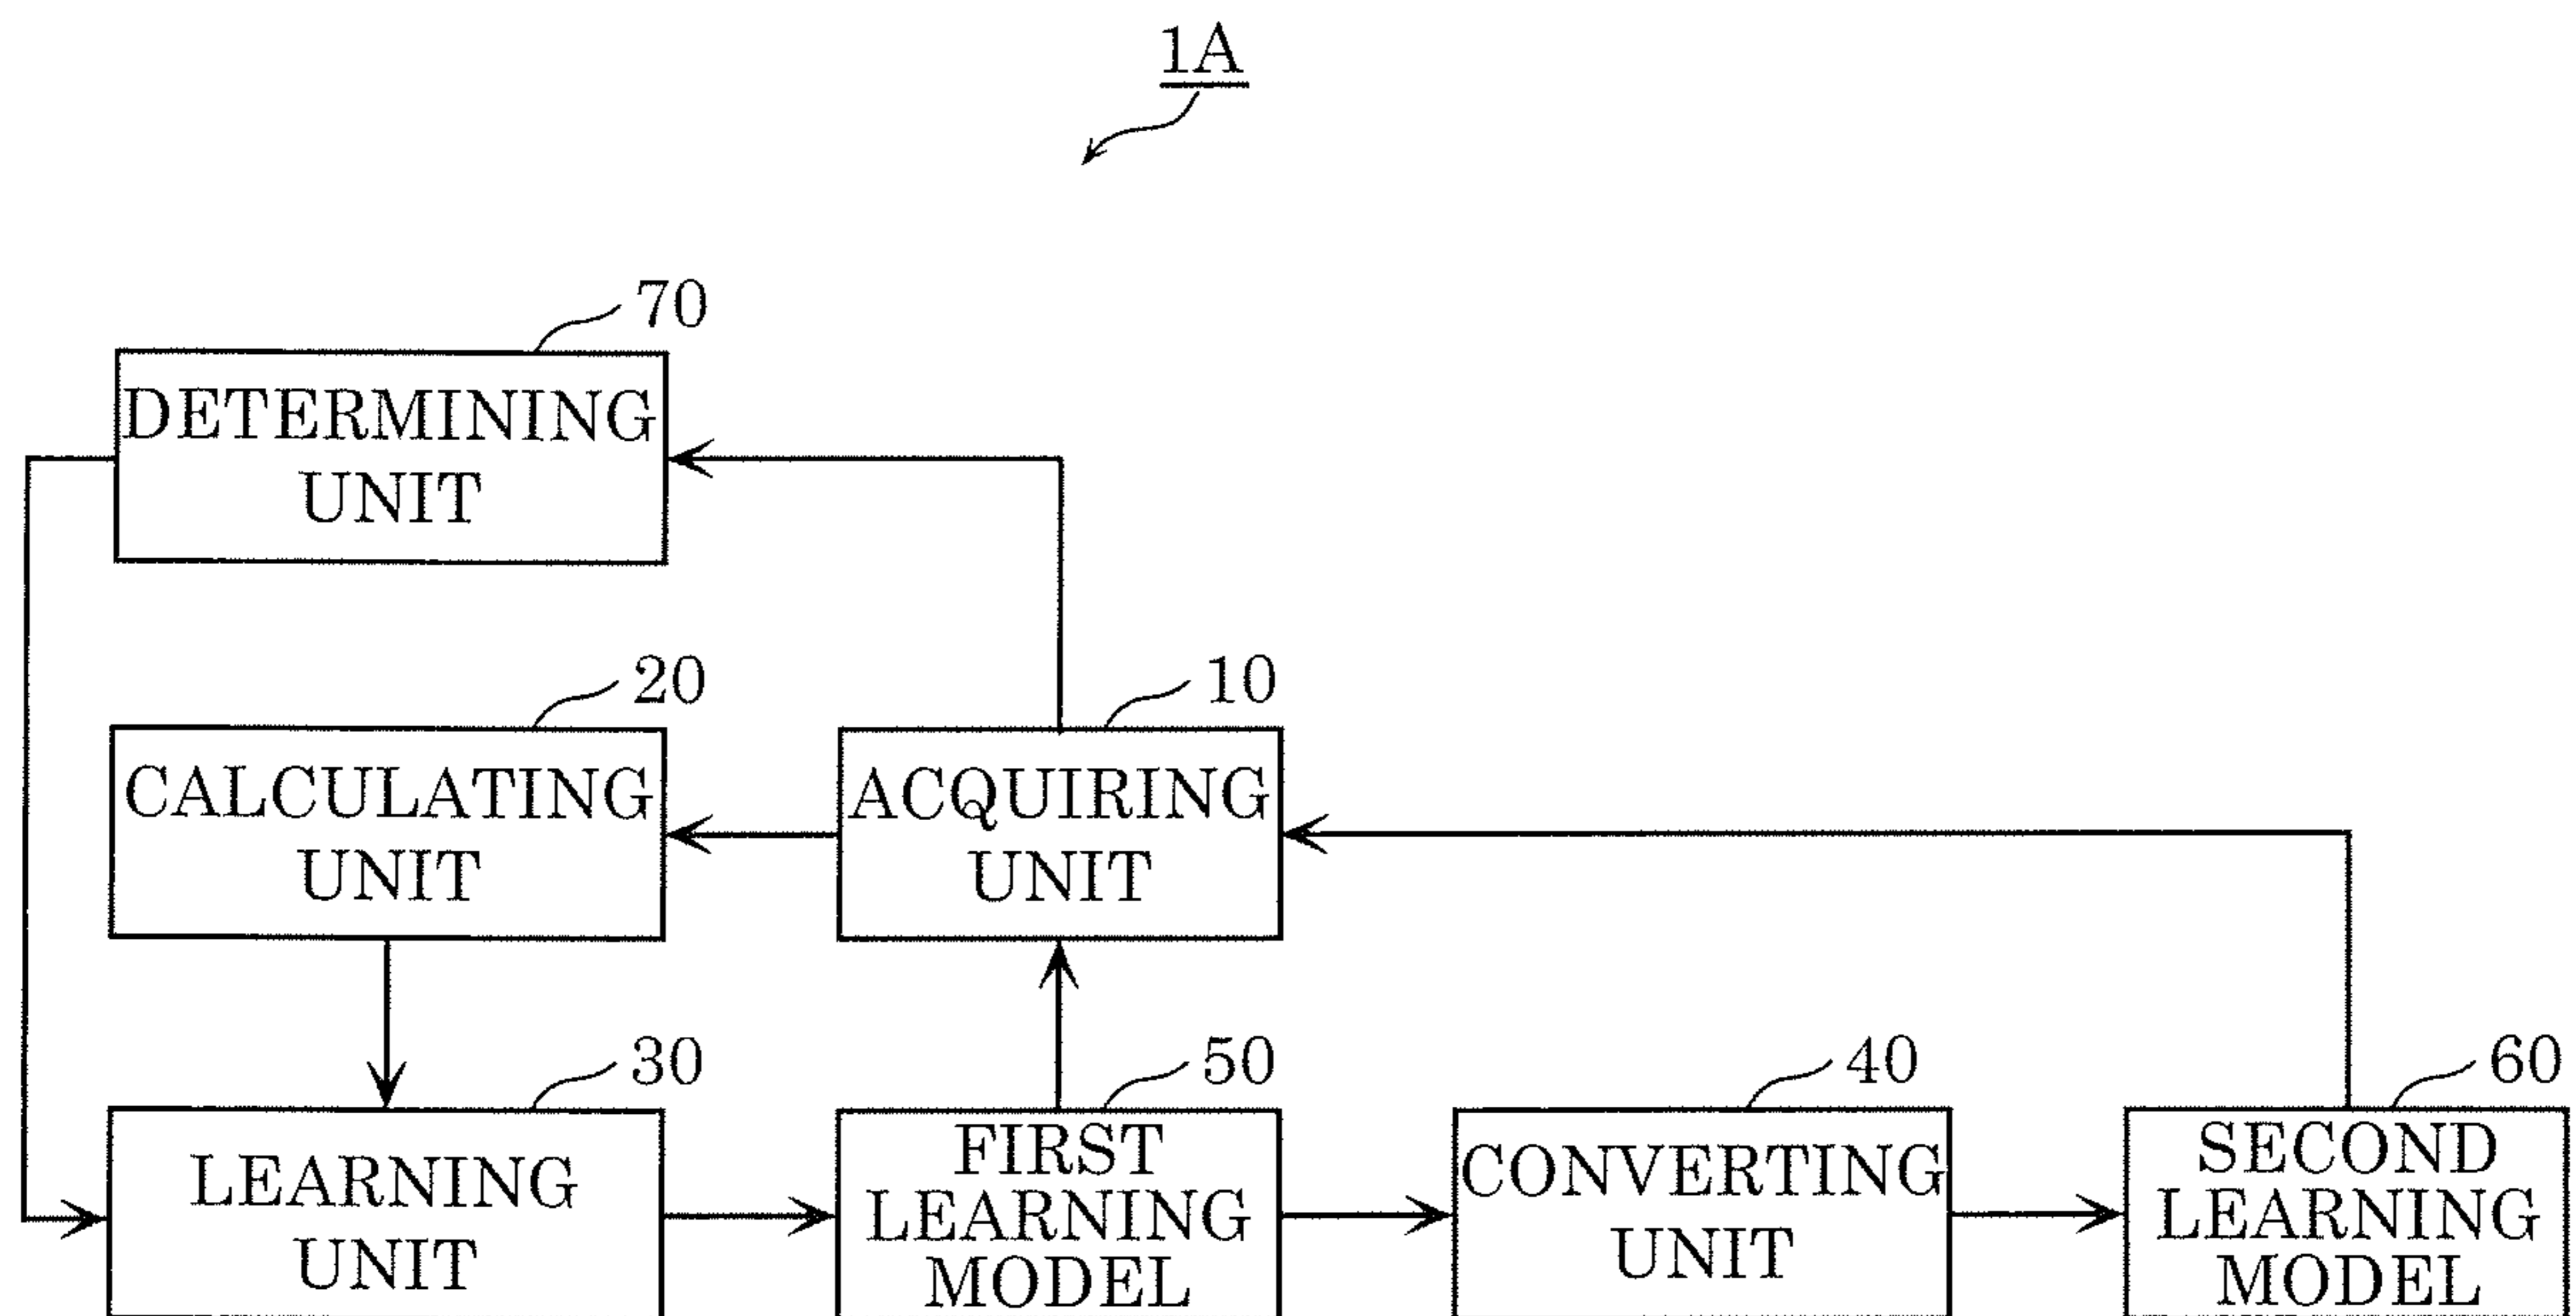 1A
70
DETERMINING
UNIT
20
CALCULATING
UNIT
10
ACQUIRING
UNIT
30
LEARNING
UNIT
50
FIRST
LEARNING
MODEL
40
CONVERTING
UNIT
60
SECOND
LEARNING
MODEL